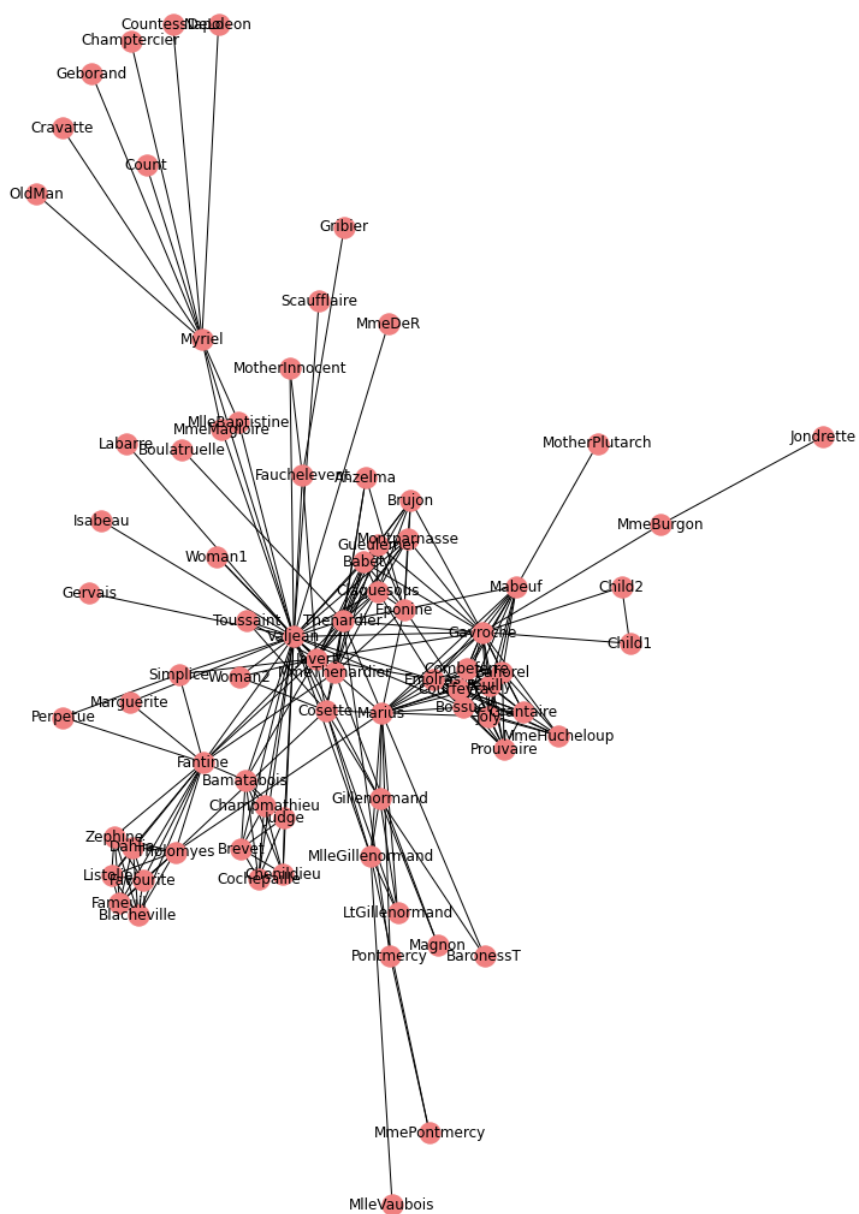 CountessDeLo
Napoleon
Champtercier
Geborand
Cravatte
Count
OldMan
Gribier
Scaufflaire
MmeDeR
Myriel
MotherInnocent
MlleBaptistine
MmeMagloire
Labarre
Boulatruelle
MotherPlutarch
Jondrette
Fauchelevent
Anzelma
Brujon
Isabeau
MmeBurgon
Montparnasse
Gueulemer
Woman1
Babet
Gervais
Claquesous
Mabeuf
Child2
Eponine
Toussaint
Thenardier
Valjean
Gavroche
Child1
Javert
Simplice
Woman2
MmeThenardier
Combeferre
Bahorel
Enjolras
Feuilly
Courfeyrac
Marguerite
Perpetue
Cosette
Marius
Bossuet
Joly
Grantaire
MmeHucheloup
Prouvaire
Fantine
Bamatabois
Champmathieu
Judge
Gillenormand
Zephine
Dahlia
Tholomyes
Brevet
MlleGillenormand
Listolier
Favourite
Cochepaille
Chenildieu
Fameuil
Blacheville
LtGillenormand
Magnon
Pontmercy
BaronessT
MmePontmercy
MlleVaubois